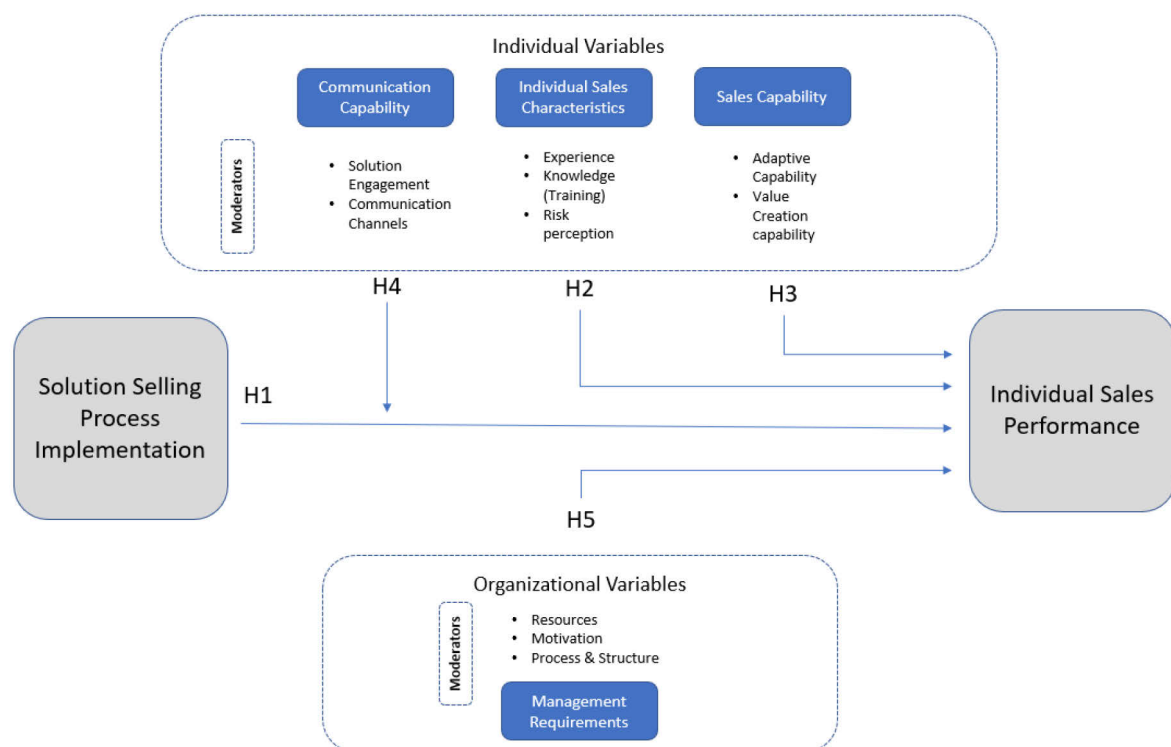 Individual Variables
Communication
Capability
Individual Sales
Characteristics
Sales Capability
Moderators
• Solution
Engagement
• Communication
Channels
• Experience
• Knowledge
(Training)
• Risk
perception
• Adaptive
Capability
• Value
Creation
capability
H4
H2
H3
Solution Selling
Process
Implementation
H1
Individual Sales
Performance
H5
Organizational Variables
Moderators
• Resources
• Motivation
• Process & Structure
Management
Requirements